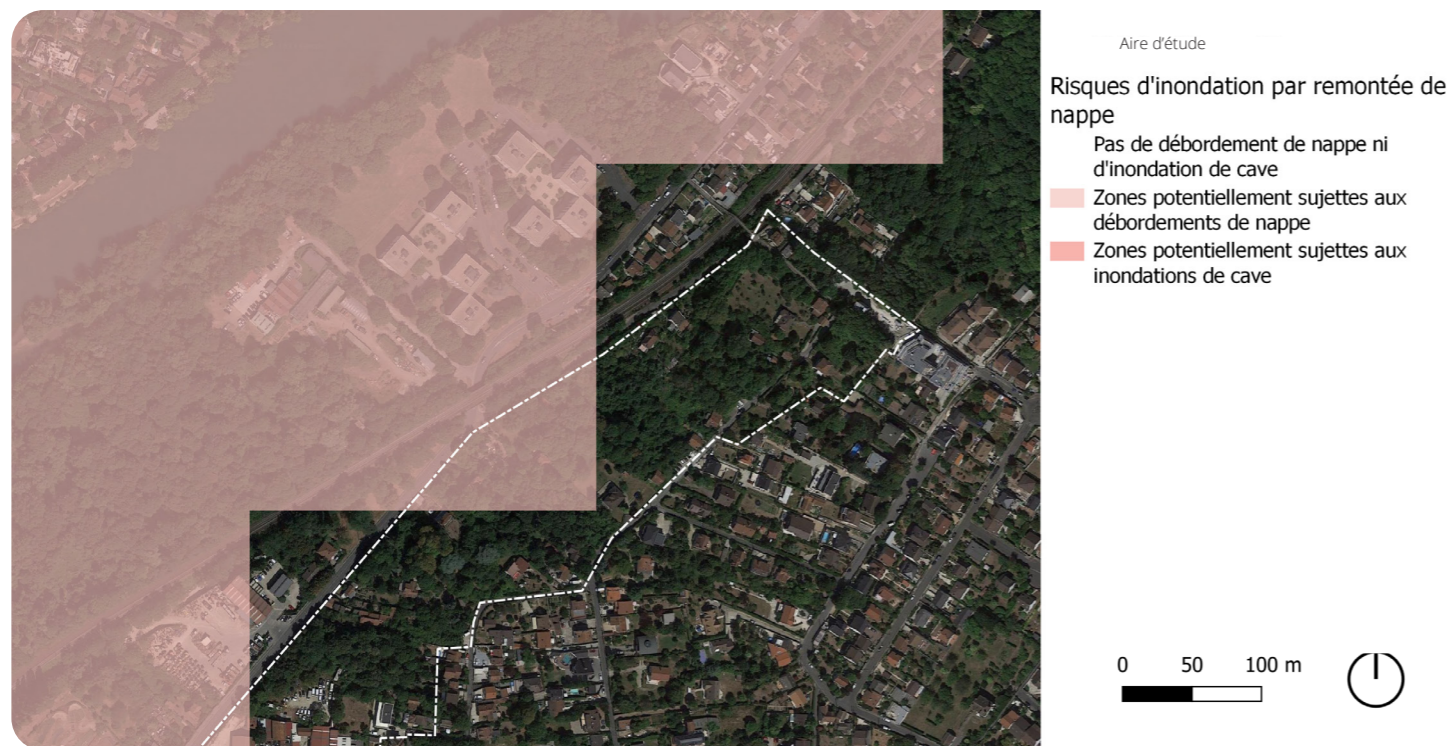 Aire d'étude
Risques d'inondation par remontée de
nappe
Pas de débordement de nappe ni
d'inondation de cave
Zones potentiellement sujettes aux
débordements de nappe
Zones potentiellement sujettes aux
inondations de cave
0 50 100 m